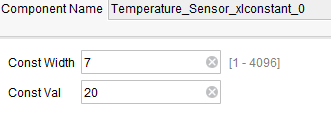 Component Name Temperature_Sensor_xlconstant_0
Const Width 7 [1 - 4096]
Const Val 20